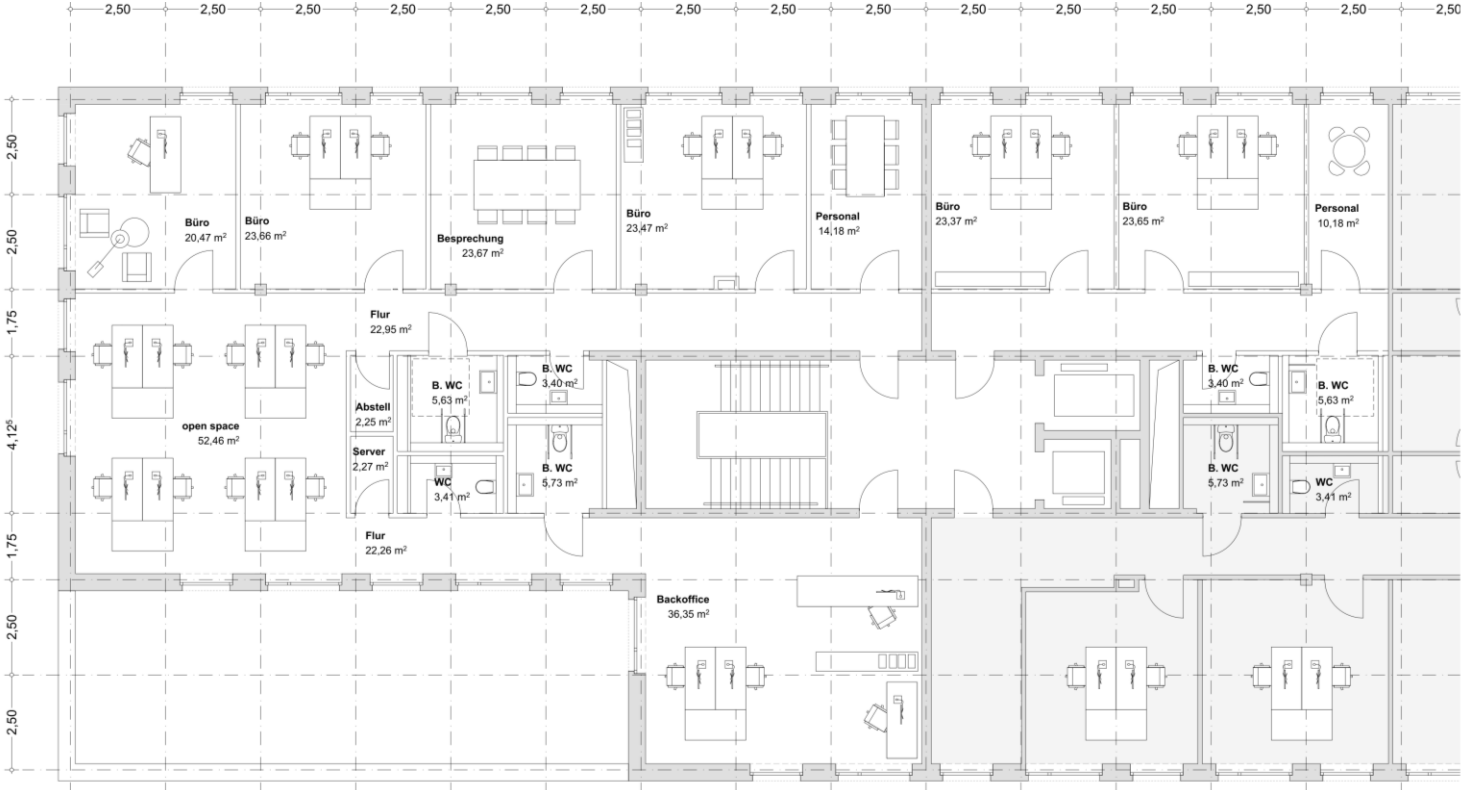 2,50 2,50 2,50 2,50 2,50 2,50 2,50 2,50 2,50 2,50 2,50 2,50 2,50 2,50 2,50
2,50
2,50
1,75
4,12⁵
1,75
2,50
2,50
Büro
20,47 m²
Büro
23,66 m²
Besprechung
23,67 m²
Büro
23,47 m²
Personal
14,18 m²
Büro
23,37 m²
Büro
23,65 m²
Personal
10,18 m²
Flur
22,95 m²
B. WC
5,63 m²
B. WC
3,40 m²
B. WC
3,40 m²
B. WC
5,63 m²
Abstell
2,25 m²
open space
52,46 m²
Server
2,27 m²
WC
3,41 m²
B. WC
5,73 m²
B. WC
5,73 m²
WC
3,41 m²
Flur
22,26 m²
Backoffice
36,35 m²